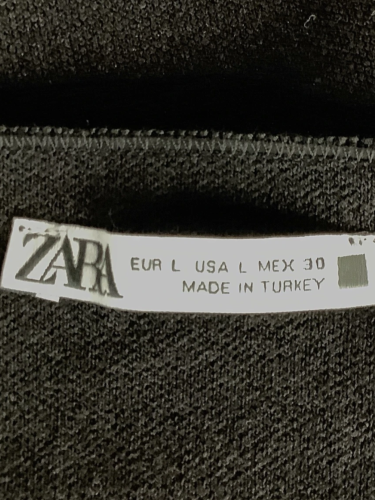 ZARA
EUR L USA L MEX 30
MADE IN TURKEY